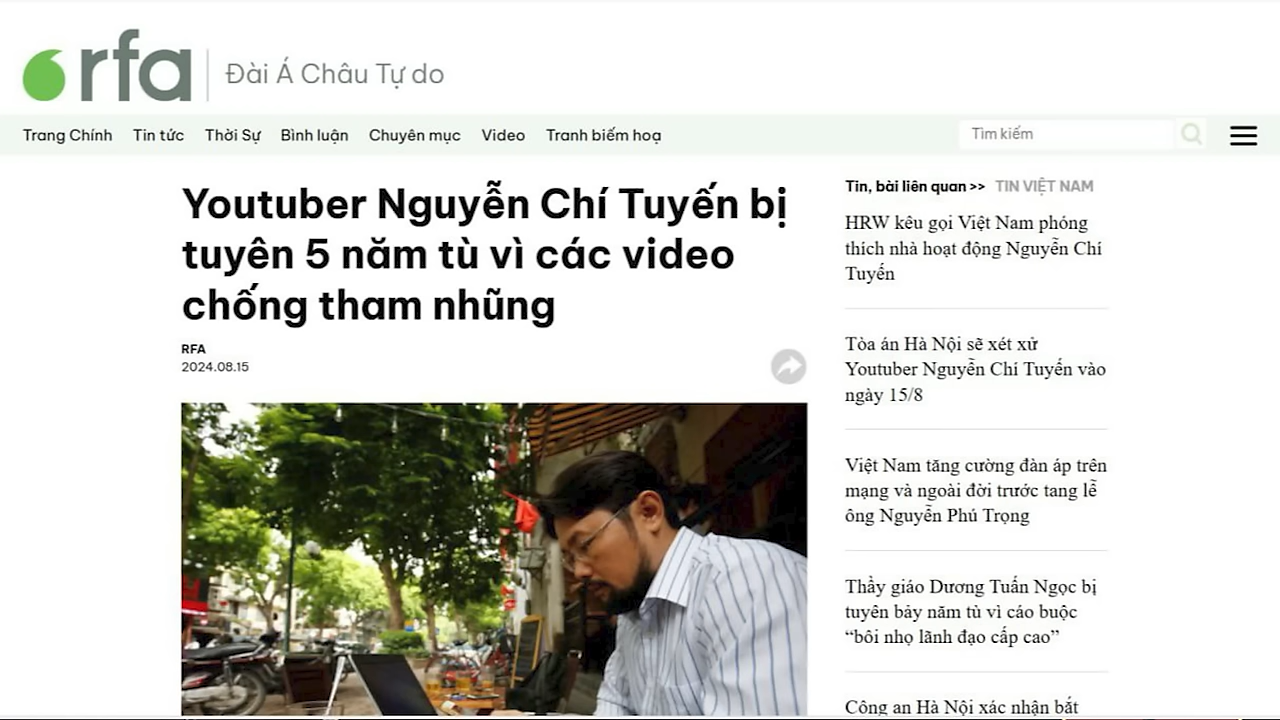 rfa
Đài Á Châu Tự do
Trang Chính Tin tức Thời Sự Bình luận Chuyên mục Video Tranh biếm hoạ
Tìm kiếm
Youtuber Nguyễn Chí Tuyến bị
tuyên 5 năm tù vì các video
chống tham nhũng
RFA
2024.08.15
Tin, bài liên quan >> TIN VIỆT NAM
HRW kêu gọi Việt Nam phóng
thích nhà hoạt động Nguyễn Chí
Tuyến
Tòa án Hà Nội sẽ xét xử
Youtuber Nguyễn Chí Tuyến vào
ngày 15/8
Việt Nam tăng cường đàn áp trên
mạng và ngoài đời trước tang lễ
ông Nguyễn Phú Trọng
Thầy giáo Dương Tuấn Ngọc bị
tuyên bảy năm tù vì cáo buộc
“bôi nhọ lãnh đạo cấp cao”
Công an Hà Nội xác nhận bắt